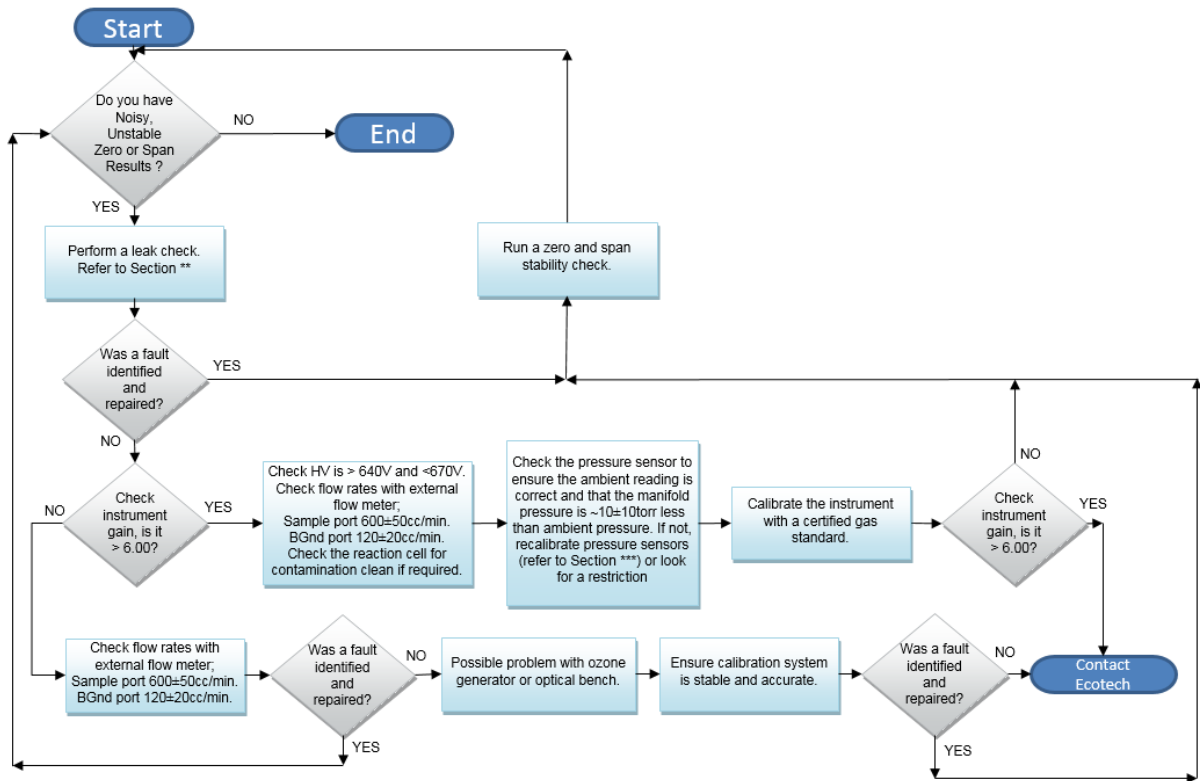 Start
Do you have
Noisy,
Unstable
Zero or Span
Results ?
NO
End
YES
Perform a leak check.
Refer to Section **
Run a zero and span
stability check.
Was a fault
identified
and
repaired?
YES
NO
Check
instrument
gain, is it
> 6.00?
NO
YES
Check HV is > 640V and <670V.
Check flow rates with external
flow meter;
Sample port 600±50cc/min.
BGnd port 120±20cc/min.
Check the reaction cell for
contamination clean if required.
Check the pressure sensor to
ensure the ambient reading is
correct and that the manifold
pressure is ~10±10torr less
than ambient pressure. If not,
recalibrate pressure sensors
(refer to Section ***) or look
for a restriction
Calibrate the instrument
with a certified gas
standard.
Check
instrument
gain, is it
> 6.00?
NO
YES
Check flow rates with
external flow meter;
Sample port 600±50cc/min.
BGnd port 120±20cc/min.
Was a fault
identified
and
repaired?
NO
YES
Possible problem with ozone
generator or optical bench.
Ensure calibration system
is stable and accurate.
Was a fault
identified
and
repaired?
NO
YES
Contact
Ecotech